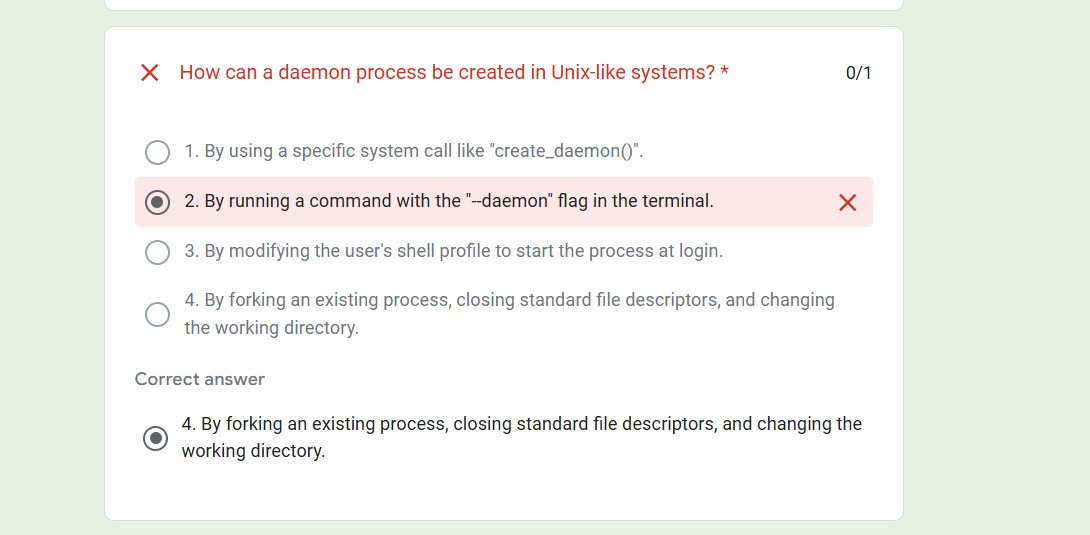 How can a daemon process be created in Unix-like systems? *
0/1
1. By using a specific system call like "create_daemon()".
2. By running a command with the "--daemon" flag in the terminal.
3. By modifying the user's shell profile to start the process at login.
4. By forking an existing process, closing standard file descriptors, and changing
the working directory.
Correct answer
4. By forking an existing process, closing standard file descriptors, and changing the
working directory.